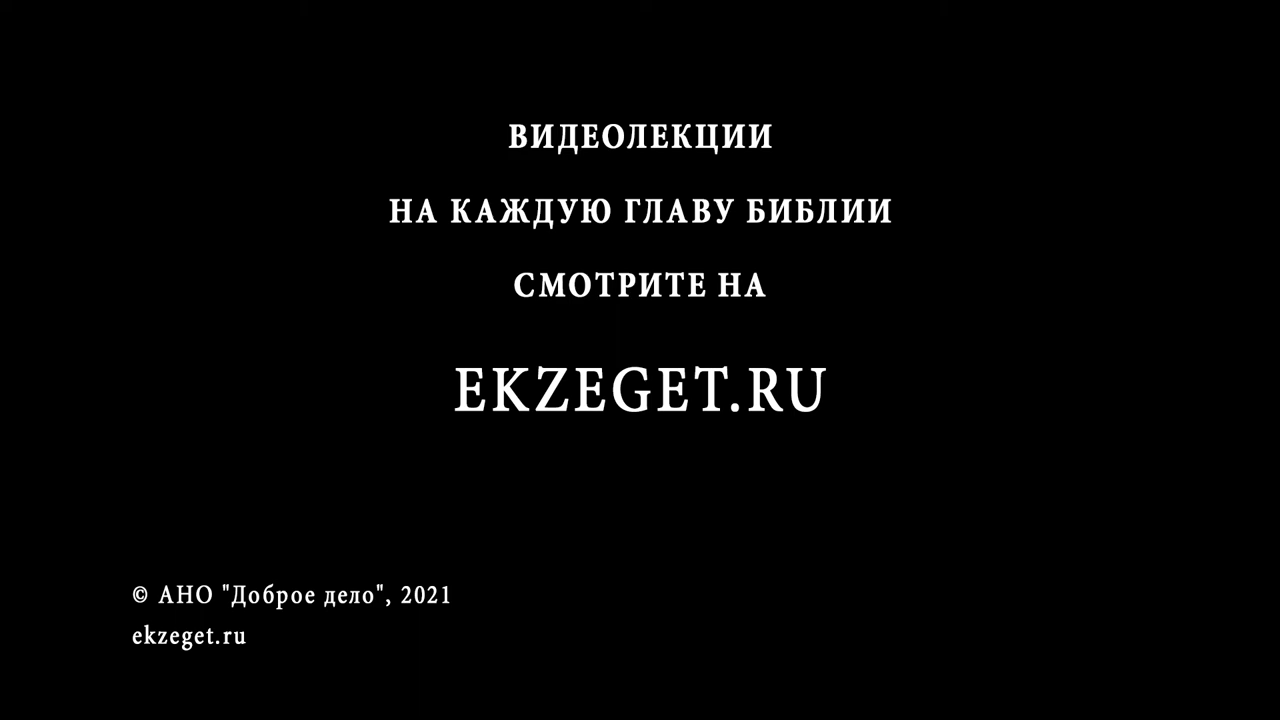 ВИДЕОЛЕКЦИИ
НА КАЖДУЮ ГЛАВУ БИБЛИИ
СМОТРИТЕ НА
EKZEGET.RU
© АНО "Доброе дело", 2021
ekzeget.ru